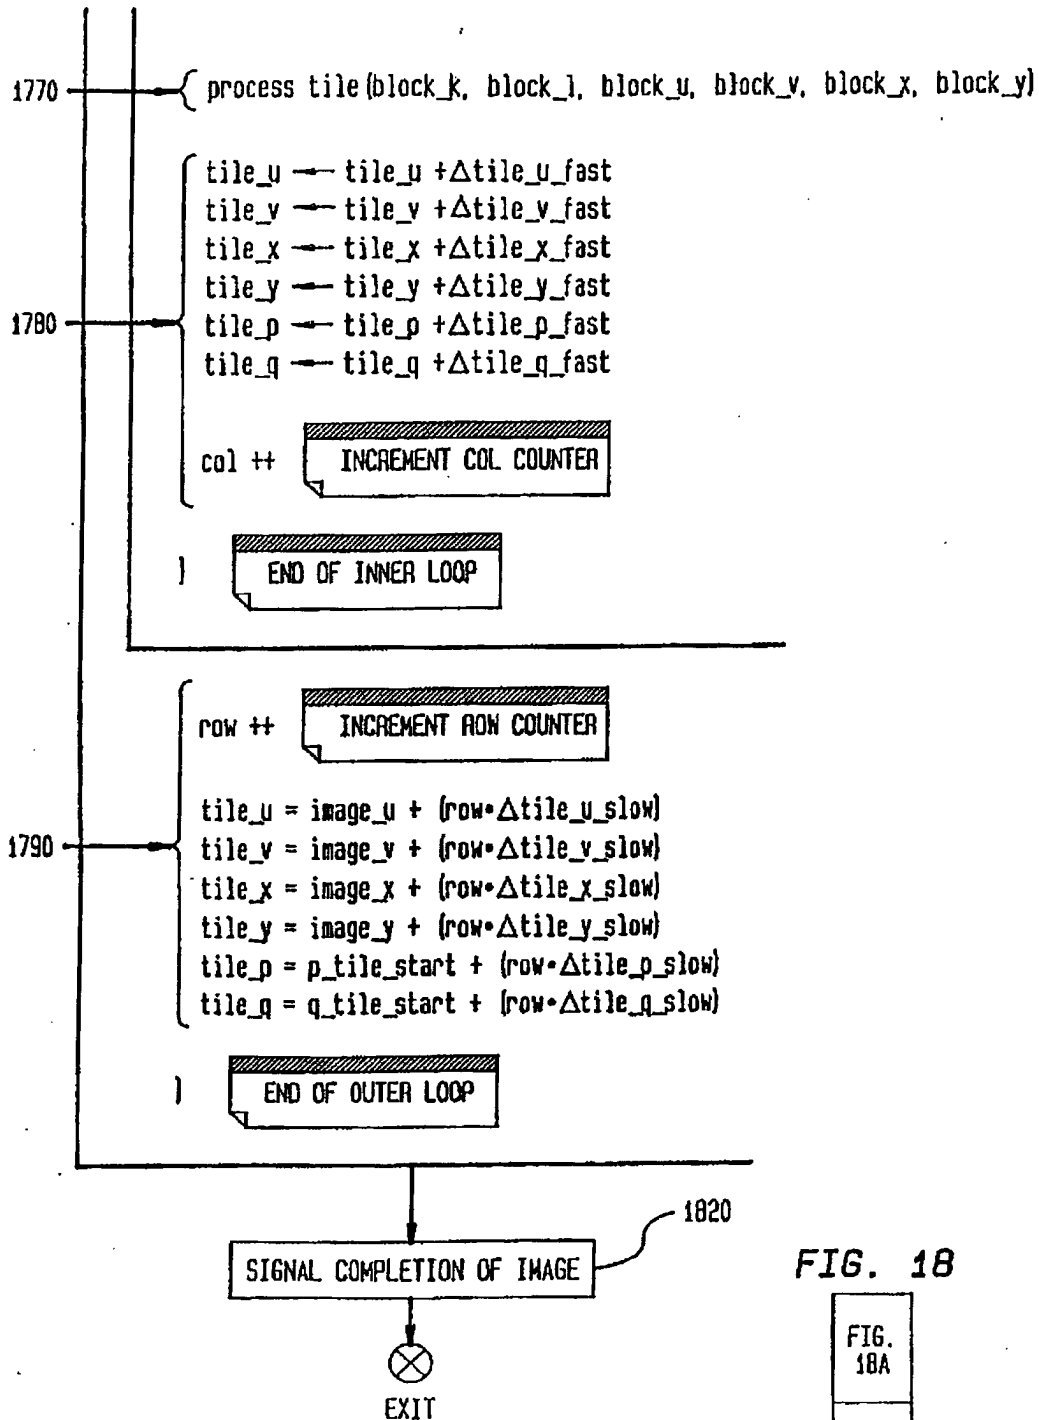 1770 { process tile (block_k, block_l, block_u, block_v, block_x, block_y)
tile_u ← tile_u +Δtile_u_fast
tile_v ← tile_v +Δtile_v_fast
tile_x ← tile_x +Δtile_x_fast
tile_y ← tile_y +Δtile_y_fast
1780
tile_p ← tile_p +Δtile_p_fast
tile_q ← tile_q +Δtile_q_fast
col ++ INCREMENT COL COUNTER
} END OF INNER LOOP
row ++ INCREMENT ROW COUNTER
tile_u = image_u + (row•Δtile_u_slow)
1790
tile_v = image_v + (row•Δtile_v_slow)
tile_x = image_x + (row•Δtile_x_slow)
tile_y = image_y + (row•Δtile_y_slow)
tile_p = p_tile_start + (row•Δtile_p_slow)
tile_q = q_tile_start + (row•Δtile_q_slow)
} END OF OUTER LOOP
1820
SIGNAL COMPLETION OF IMAGE
EXIT
FIG. 18
FIG.
18A